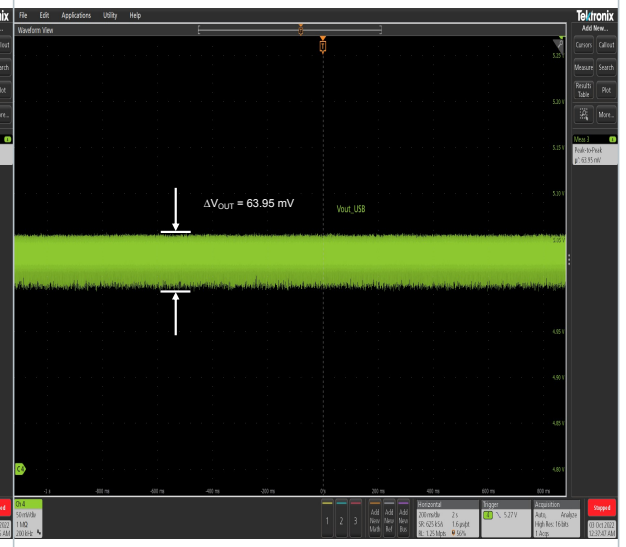 nix
Tektronix
File Edit Applications Utility Help
Add New...
Waveform View
Cursors Callout
Measure Search
Results Table Plot
More...
Meas 3
Peak-to-Peak
µ': 63.95 mV
5.25 V
5.20 V
5.15 V
5.10 V
ΔVOUT = 63.95 mV
Vout_USB
5.05 V
4.95 V
4.90 V
4.85 V
4.80 V
C4
-1 s -800 ms -600 ms -400 ms -200 ms 0 s 200 ms 400 ms 600 ms 800 ms
Ch 4
50 mV/div
1 MΩ
200 kHz
1 2 3
Add New Math
Add New Ref
Add New Bus
Horizontal
200 ms/div 2 s
SR: 625 kS/s 1.6 µs/pt
RL: 1.25 Mpts 56%
Trigger
4 5.27 V
Acquisition
Auto, Analyze
High Res: 16 bits
1 Acqs
Stopped
03 Oct 2022
12:37:47 AM